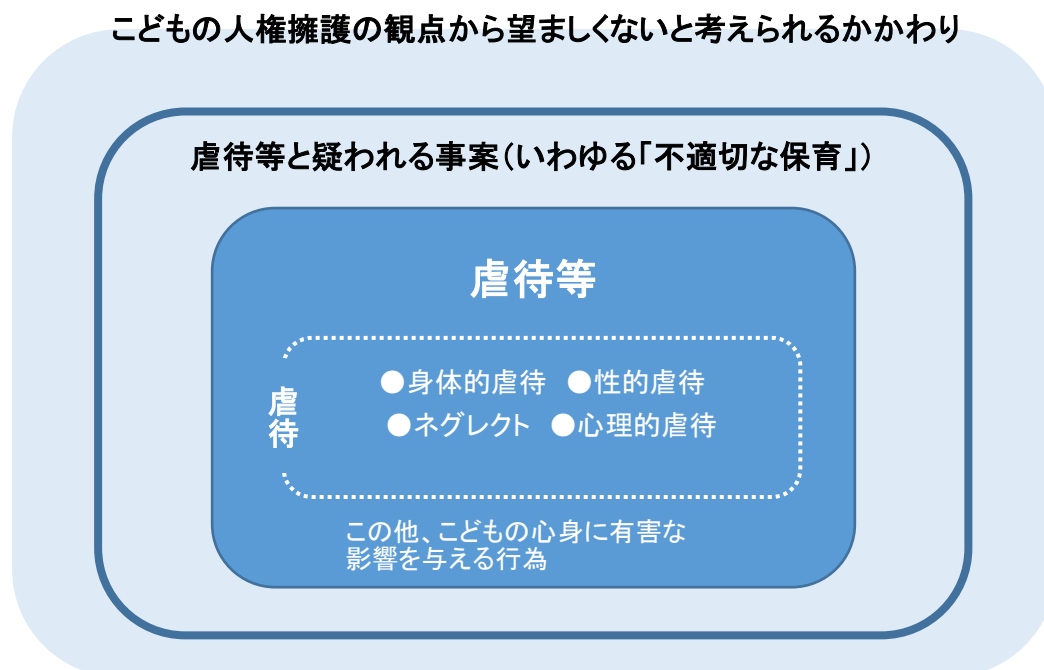 こどもの人権擁護の観点から望ましくないと考えられるかかわり
虐待等と疑われる事案(いわゆる「不適切な保育」)
虐待等
虐待
●身体的虐待 ●性的虐待
●ネグレクト ●心理的虐待
この他、こどもの心身に有害な
影響を与える行為